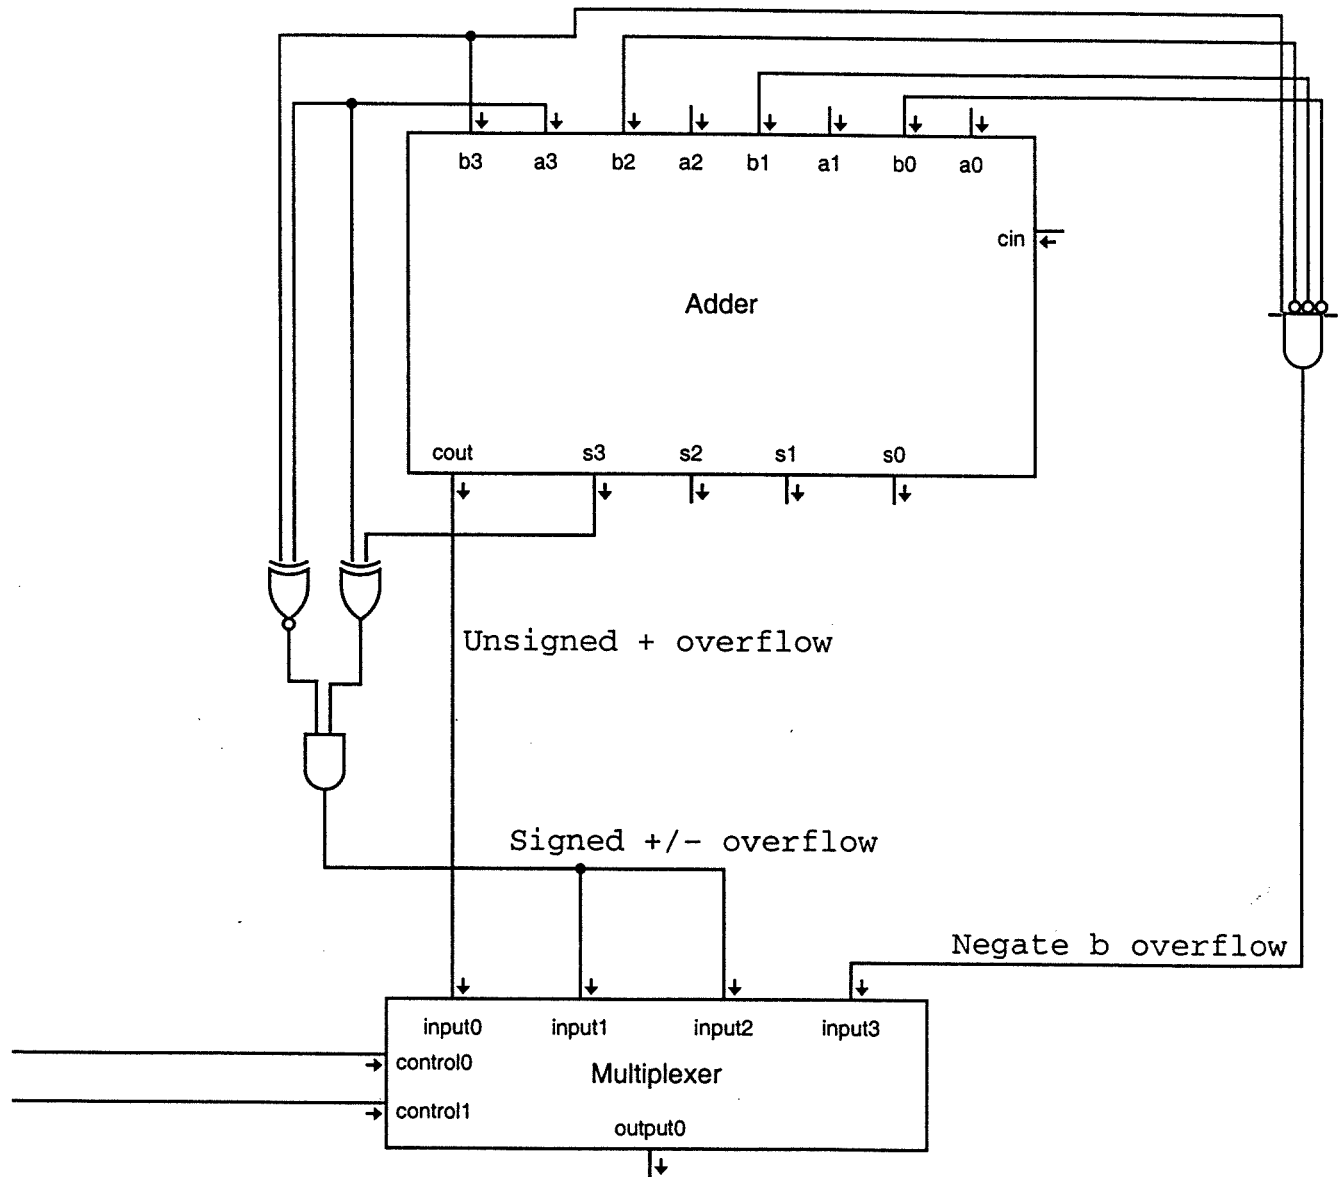 b3 a3 b2 a2 b1 a1 b0 a0
cin
Adder
cout s3 s2 s1 s0
Unsigned + overflow
Signed +/- overflow
Negate b overflow
input0 input1 input2 input3
control0
Multiplexer
control1
output0